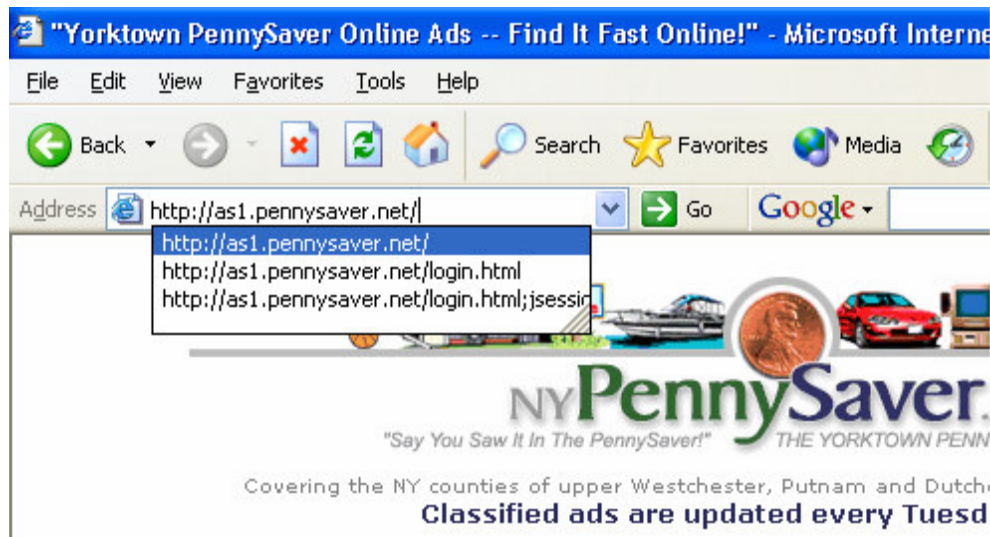 "Yorktown PennySaver Online Ads -- Find It Fast Online!" - Microsoft Interne
File Edit View Favorites Tools Help
Back Search Favorites Media
Address http://as1.pennysaver.net/ Go Google
http://as1.pennysaver.net/
http://as1.pennysaver.net/login.html
http://as1.pennysaver.net/login.html;jsessio
NYPennySaver.
"Say You Saw It In The PennySaver!" THE YORKTOWN PENN
Covering the NY counties of upper Westchester, Putnam and Dutch
Classified ads are updated every Tuesd